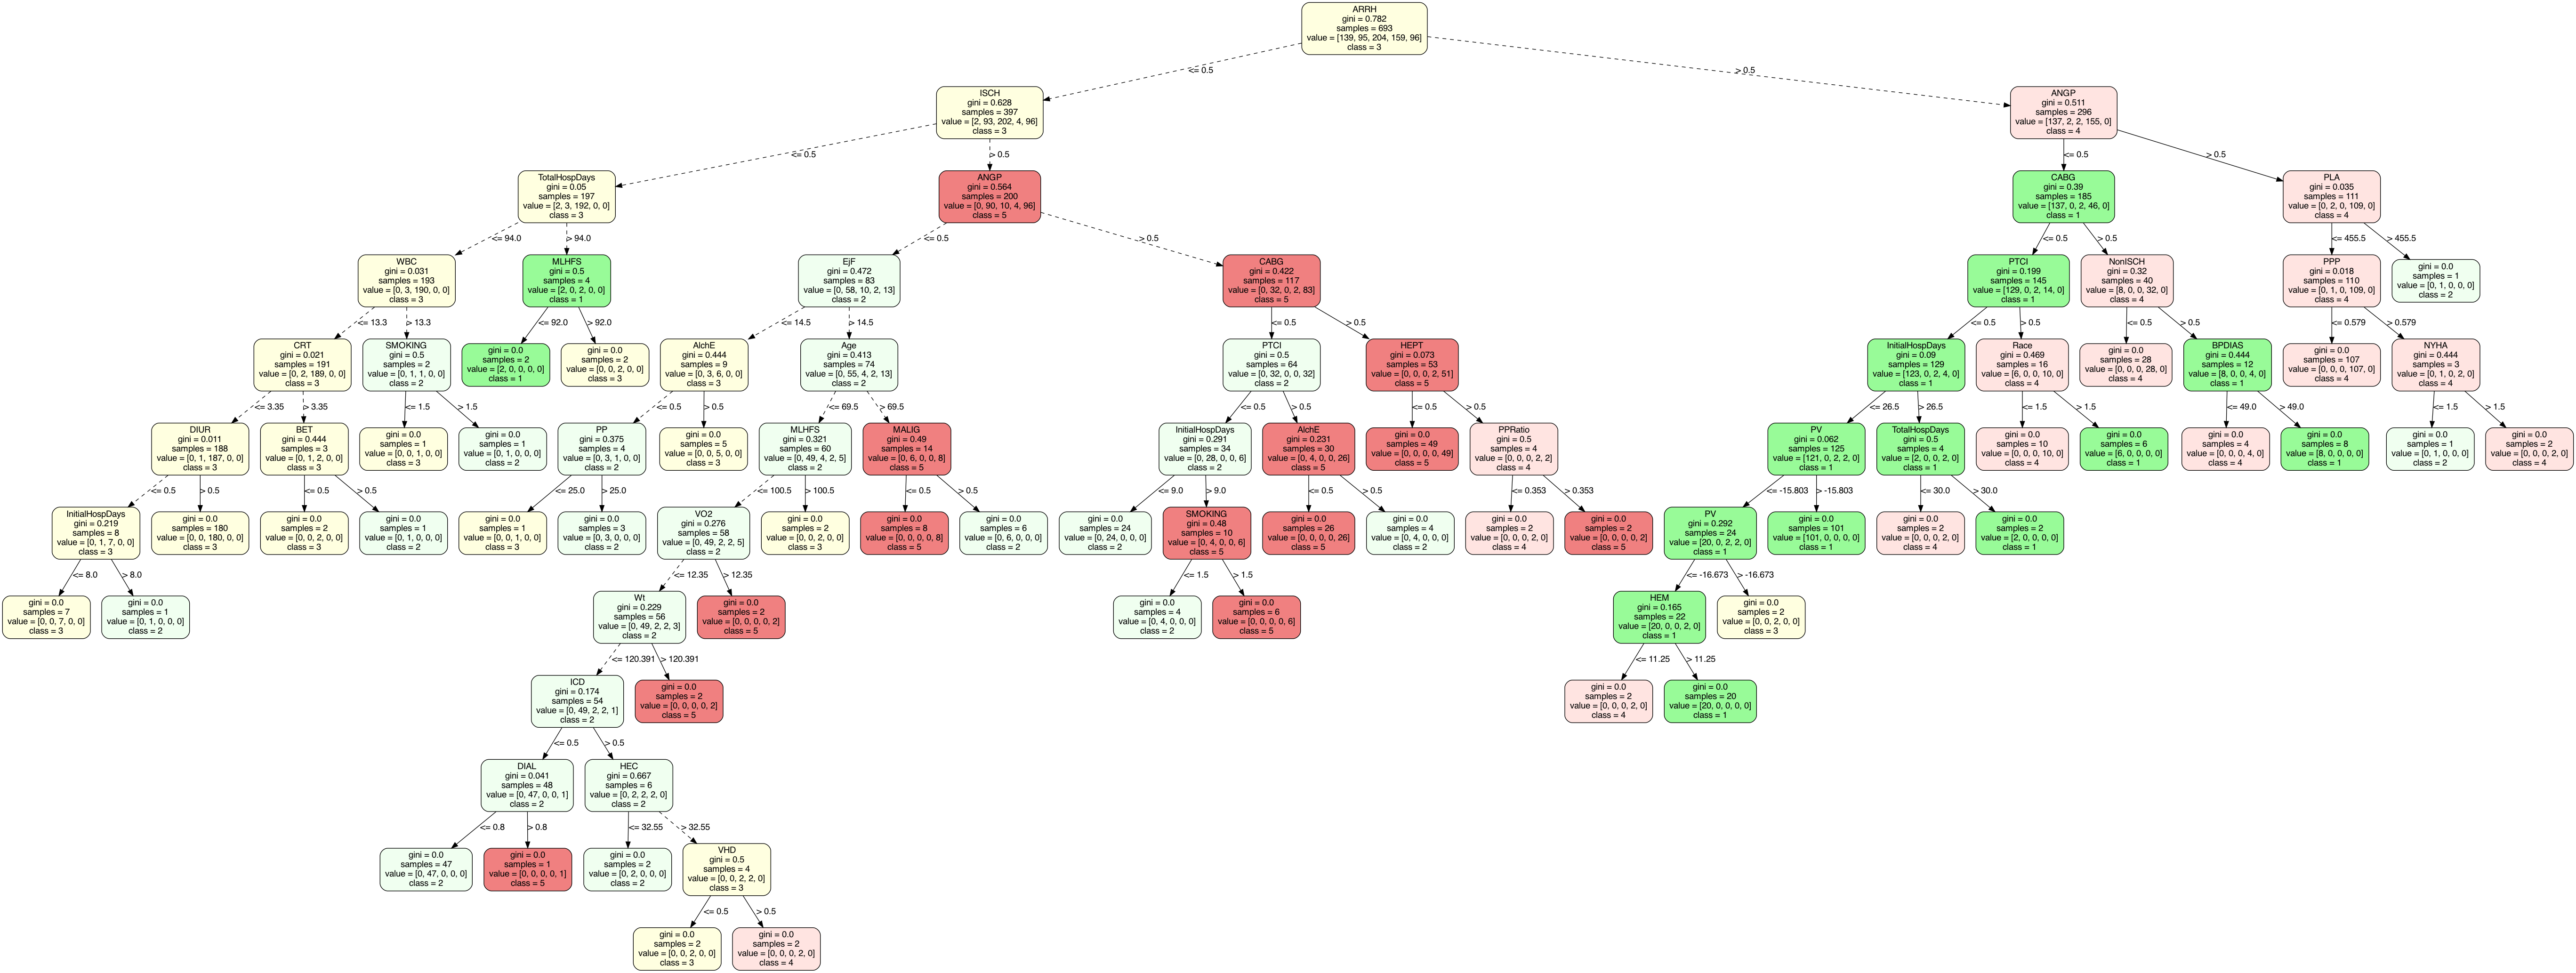 ARRH
gini = 0.782
samples = 693
value = [139, 95, 204, 159, 96]
class = 3
<= 0.5
> 0.5
ISCH
gini = 0.628
samples = 397
value = [2, 93, 202, 4, 96]
class = 3
ANGP
gini = 0.511
samples = 296
value = [137, 2, 2, 155, 0]
class = 4
<= 0.5
> 0.5
<= 0.5
> 0.5
TotalHospDays
gini = 0.05
samples = 197
value = [2, 3, 192, 0, 0]
class = 3
ANGP
gini = 0.564
samples = 200
value = [0, 90, 10, 4, 96]
class = 5
CABG
gini = 0.39
samples = 185
value = [137, 0, 2, 46, 0]
class = 1
PLA
gini = 0.035
samples = 111
value = [0, 2, 0, 109, 0]
class = 4
<= 94.0
> 94.0
<= 0.5
> 0.5
<= 0.5
> 0.5
<= 455.5
> 455.5
WBC
gini = 0.031
samples = 193
value = [0, 3, 190, 0, 0]
class = 3
MLHFS
gini = 0.5
samples = 4
value = [2, 0, 2, 0, 0]
class = 1
EjF
gini = 0.472
samples = 83
value = [0, 58, 10, 2, 13]
class = 2
CABG
gini = 0.422
samples = 117
value = [0, 32, 0, 2, 83]
class = 5
PTCI
gini = 0.199
samples = 145
value = [129, 0, 2, 14, 0]
class = 1
NonISCH
gini = 0.32
samples = 40
value = [8, 0, 0, 32, 0]
class = 4
PPP
gini = 0.018
samples = 110
value = [0, 1, 0, 109, 0]
class = 4
gini = 0.0
samples = 1
value = [0, 1, 0, 0, 0]
class = 2
<= 13.3
> 13.3
<= 92.0
> 92.0
<= 14.5
> 14.5
<= 0.5
> 0.5
<= 0.5
> 0.5
<= 0.5
> 0.5
<= 0.579
> 0.579
CRT
gini = 0.021
samples = 191
value = [0, 2, 189, 0, 0]
class = 3
SMOKING
gini = 0.5
samples = 2
value = [0, 1, 1, 0, 0]
class = 2
gini = 0.0
samples = 2
value = [2, 0, 0, 0, 0]
class = 1
gini = 0.0
samples = 2
value = [0, 0, 2, 0, 0]
class = 3
AlchE
gini = 0.444
samples = 9
value = [0, 3, 6, 0, 0]
class = 3
Age
gini = 0.413
samples = 74
value = [0, 55, 4, 2, 13]
class = 2
PTCI
gini = 0.5
samples = 64
value = [0, 32, 0, 0, 32]
class = 2
HEPT
gini = 0.073
samples = 53
value = [0, 0, 0, 2, 51]
class = 5
InitialHospDays
gini = 0.09
samples = 129
value = [123, 0, 2, 4, 0]
class = 1
Race
gini = 0.469
samples = 16
value = [6, 0, 0, 10, 0]
class = 4
gini = 0.0
samples = 28
value = [0, 0, 0, 28, 0]
class = 4
BPDIAS
gini = 0.444
samples = 12
value = [8, 0, 0, 4, 0]
class = 1
gini = 0.0
samples = 107
value = [0, 0, 0, 107, 0]
class = 4
NYHA
gini = 0.444
samples = 3
value = [0, 1, 0, 2, 0]
class = 4
<= 3.35
> 3.35
<= 1.5
> 1.5
<= 0.5
> 0.5
<= 69.5
> 69.5
<= 0.5
> 0.5
<= 0.5
> 0.5
<= 26.5
> 26.5
<= 1.5
> 1.5
<= 49.0
> 49.0
<= 1.5
> 1.5
DIUR
gini = 0.011
samples = 188
value = [0, 1, 187, 0, 0]
class = 3
BET
gini = 0.444
samples = 3
value = [0, 1, 2, 0, 0]
class = 3
gini = 0.0
samples = 1
value = [0, 0, 1, 0, 0]
class = 3
gini = 0.0
samples = 1
value = [0, 1, 0, 0, 0]
class = 2
PP
gini = 0.375
samples = 4
value = [0, 3, 1, 0, 0]
class = 2
gini = 0.0
samples = 5
value = [0, 0, 5, 0, 0]
class = 3
MLHFS
gini = 0.321
samples = 60
value = [0, 49, 4, 2, 5]
class = 2
MALIG
gini = 0.49
samples = 14
value = [0, 6, 0, 0, 8]
class = 5
InitialHospDays
gini = 0.291
samples = 34
value = [0, 28, 0, 0, 6]
class = 2
AlchE
gini = 0.231
samples = 30
value = [0, 4, 0, 0, 26]
class = 5
gini = 0.0
samples = 49
value = [0, 0, 0, 0, 49]
class = 5
PPRatio
gini = 0.5
samples = 4
value = [0, 0, 0, 2, 2]
class = 4
PV
gini = 0.062
samples = 125
value = [121, 0, 2, 2, 0]
class = 1
TotalHospDays
gini = 0.5
samples = 4
value = [2, 0, 0, 2, 0]
class = 1
gini = 0.0
samples = 10
value = [0, 0, 0, 10, 0]
class = 4
gini = 0.0
samples = 6
value = [6, 0, 0, 0, 0]
class = 1
gini = 0.0
samples = 4
value = [0, 0, 0, 4, 0]
class = 4
gini = 0.0
samples = 8
value = [8, 0, 0, 0, 0]
class = 1
gini = 0.0
samples = 1
value = [0, 1, 0, 0, 0]
class = 2
gini = 0.0
samples = 2
value = [0, 0, 0, 2, 0]
class = 4
<= 0.5
> 0.5
<= 0.5
> 0.5
<= 25.0
> 25.0
<= 100.5
> 100.5
<= 0.5
> 0.5
<= 9.0
> 9.0
<= 0.5
> 0.5
<= 0.353
> 0.353
<= -15.803
> -15.803
<= 30.0
> 30.0
InitialHospDays
gini = 0.219
samples = 8
value = [0, 1, 7, 0, 0]
class = 3
gini = 0.0
samples = 180
value = [0, 0, 180, 0, 0]
class = 3
gini = 0.0
samples = 2
value = [0, 0, 2, 0, 0]
class = 3
gini = 0.0
samples = 1
value = [0, 1, 0, 0, 0]
class = 2
gini = 0.0
samples = 1
value = [0, 0, 1, 0, 0]
class = 3
gini = 0.0
samples = 3
value = [0, 3, 0, 0, 0]
class = 2
VO2
gini = 0.276
samples = 58
value = [0, 49, 2, 2, 5]
class = 2
gini = 0.0
samples = 2
value = [0, 0, 2, 0, 0]
class = 3
gini = 0.0
samples = 8
value = [0, 0, 0, 0, 8]
class = 5
gini = 0.0
samples = 6
value = [0, 6, 0, 0, 0]
class = 2
gini = 0.0
samples = 24
value = [0, 24, 0, 0, 0]
class = 2
SMOKING
gini = 0.48
samples = 10
value = [0, 4, 0, 0, 6]
class = 5
gini = 0.0
samples = 26
value = [0, 0, 0, 0, 26]
class = 5
gini = 0.0
samples = 4
value = [0, 4, 0, 0, 0]
class = 2
gini = 0.0
samples = 2
value = [0, 0, 0, 2, 0]
class = 4
gini = 0.0
samples = 2
value = [0, 0, 0, 0, 2]
class = 5
PV
gini = 0.292
samples = 24
value = [20, 0, 2, 2, 0]
class = 1
gini = 0.0
samples = 101
value = [101, 0, 0, 0, 0]
class = 1
gini = 0.0
samples = 2
value = [0, 0, 0, 2, 0]
class = 4
gini = 0.0
samples = 2
value = [2, 0, 0, 0, 0]
class = 1
<= 8.0
> 8.0
<= 12.35
> 12.35
<= 1.5
> 1.5
<= -16.673
> -16.673
gini = 0.0
samples = 7
value = [0, 0, 7, 0, 0]
class = 3
gini = 0.0
samples = 1
value = [0, 1, 0, 0, 0]
class = 2
Wt
gini = 0.229
samples = 56
value = [0, 49, 2, 2, 3]
class = 2
gini = 0.0
samples = 2
value = [0, 0, 0, 0, 2]
class = 5
gini = 0.0
samples = 4
value = [0, 4, 0, 0, 0]
class = 2
gini = 0.0
samples = 6
value = [0, 0, 0, 0, 6]
class = 5
HEM
gini = 0.165
samples = 22
value = [20, 0, 0, 2, 0]
class = 1
gini = 0.0
samples = 2
value = [0, 0, 2, 0, 0]
class = 3
<= 120.391
> 120.391
<= 11.25
> 11.25
ICD
gini = 0.174
samples = 54
value = [0, 49, 2, 2, 1]
class = 2
gini = 0.0
samples = 2
value = [0, 0, 0, 0, 2]
class = 5
gini = 0.0
samples = 2
value = [0, 0, 0, 2, 0]
class = 4
gini = 0.0
samples = 20
value = [20, 0, 0, 0, 0]
class = 1
<= 0.5
> 0.5
DIAL
gini = 0.041
samples = 48
value = [0, 47, 0, 0, 1]
class = 2
HEC
gini = 0.667
samples = 6
value = [0, 2, 2, 2, 0]
class = 2
<= 0.8
> 0.8
<= 32.55
> 32.55
gini = 0.0
samples = 47
value = [0, 47, 0, 0, 0]
class = 2
gini = 0.0
samples = 1
value = [0, 0, 0, 0, 1]
class = 5
gini = 0.0
samples = 2
value = [0, 2, 0, 0, 0]
class = 2
VHD
gini = 0.5
samples = 4
value = [0, 0, 2, 2, 0]
class = 3
<= 0.5
> 0.5
gini = 0.0
samples = 2
value = [0, 0, 2, 0, 0]
class = 3
gini = 0.0
samples = 2
value = [0, 0, 0, 2, 0]
class = 4